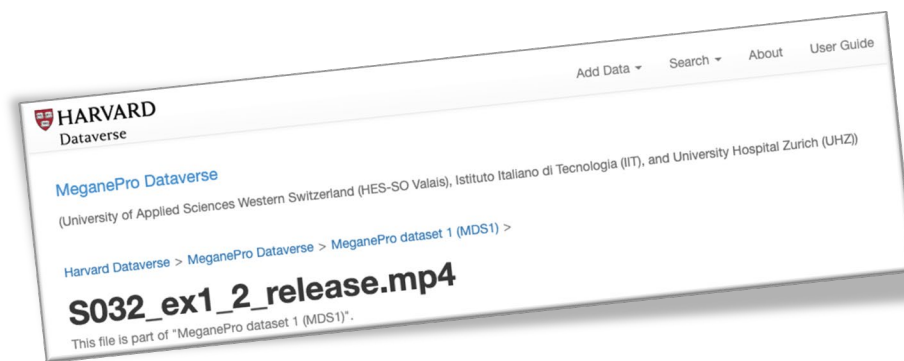 HARVARD
Dataverse
Add Data Search About User Guide
MeganePro Dataverse
(University of Applied Sciences Western Switzerland (HES-SO Valais), Istituto Italiano di Tecnologia (IIT), and University Hospital Zurich (UHZ))
Harvard Dataverse > MeganePro Dataverse > MeganePro dataset 1 (MDS1) >
S032_ex1_2_release.mp4
This file is part of "MeganePro dataset 1 (MDS1)".